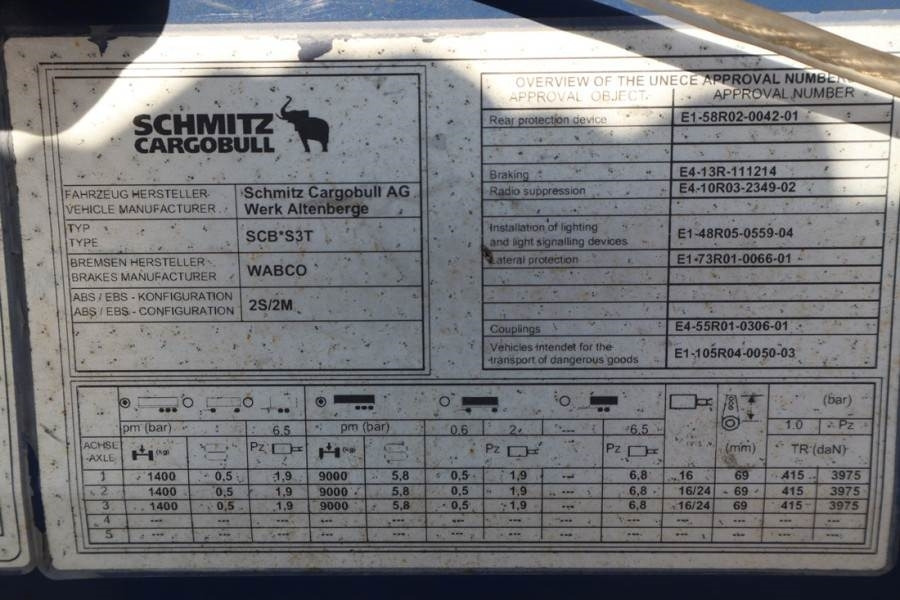 SCHMITZ
CARGOBULL
FAHRZEUG HERSTELLER
VEHICLE MANUFACTURER
Schmitz Cargobull AG
Werk Altenberge
TYP
TYPE
SCB*S3T
BREMSEN HERSTELLER
BRAKES MANUFACTURER
WABCO
ABS / EBS - KONFIGURATION
ABS / EBS - CONFIGURATION
2S/2M
OVERVIEW OF THE UNECE APPROVAL NUMBER
APPROVAL OBJECT. APPROVAL NUMBER
Rear protection device E1-58R02-0042-01
Braking E4-13R-111214
Radio suppression E4-10R03-2349-02
Installation of lighting
and light signalling devices
E1-48R05-0559-04
Lateral protection E1-73R01-0066-01
Couplings E4-55R01-0306-01
Vehicles intendet for the
transport of dangerous goods
E1-105R04-0050-03
(bar)
pm (bar) 6.5 pm (bar) 0.6 2 6.5 1.0 Pz
ACHSE
-AXLE
(kg) Pz (kg) Pz Pz (mm) TR (daN)
1 1400 0,5 1,9 9000 5,8 0,5 1,9 --- 6,8 16 69 415 3975
2 1400 0,5 1,9 9000 5,8 0,5 1,9 --- 6,8 16/24 69 415 3975
3 1400 0,5 1,9 9000 5,8 0,5 1,9 --- 6,8 16/24 69 415 3975
4 --- --- --- --- --- --- --- --- --- --- --- --- ---
5 --- --- --- --- --- --- --- --- --- --- --- --- ---